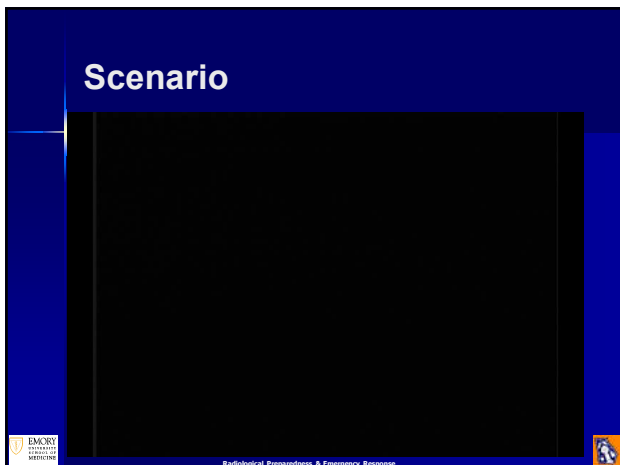 Scenario
EMORY
UNIVERSITY
SCHOOL OF
MEDICINE
Radiological Preparedness & Emergency Response